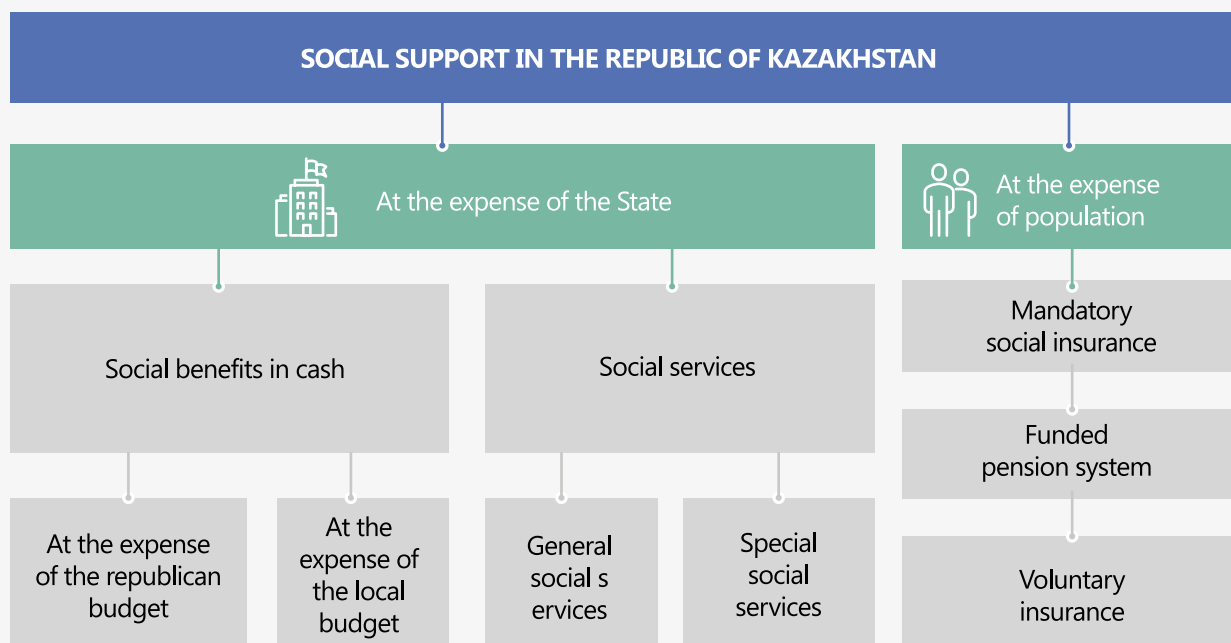 SOCIAL SUPPORT IN THE REPUBLIC OF KAZAKHSTAN
At the expense of the State
At the expense
of population
Social benefits in cash
Social services
Mandatory
social insurance
Funded
pension system
At the expense
of the republican
budget
At the
expense of
the local
budget
General
social s
ervices
Special
social
services
Voluntary
insurance